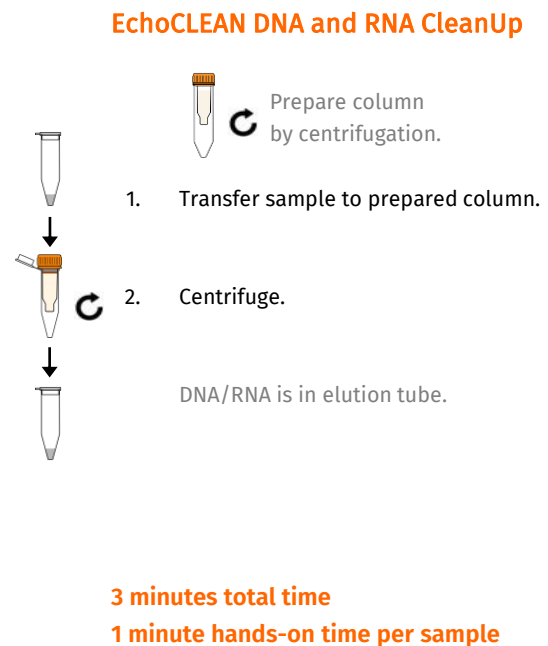 EchoCLEAN DNA and RNA CleanUp
Prepare column
by centrifugation.
1. Transfer sample to prepared column.
2. Centrifuge.
DNA/RNA is in elution tube.
3 minutes total time
1 minute hands-on time per sample